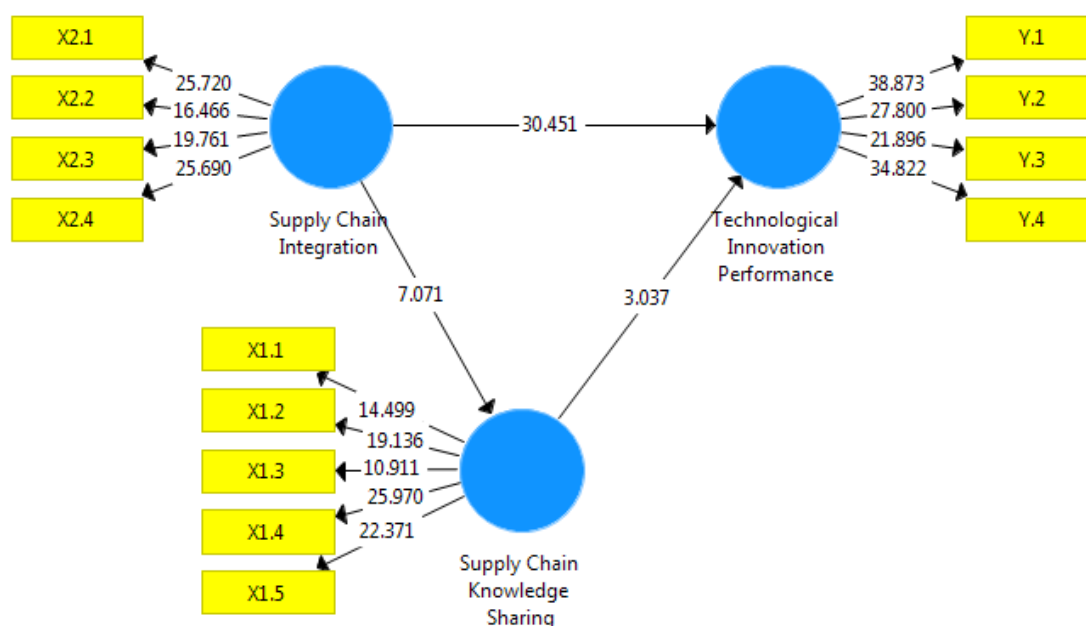 X2.1
X2.2
X2.3
X2.4
25.720
16.466
19.761
25.690
Supply Chain
Integration
30.451
7.071
3.037
Y.1
Y.2
Y.3
Y.4
38.873
27.800
21.896
34.822
Technological
Innovation
Performance
X1.1
X1.2
X1.3
X1.4
X1.5
14.499
19.136
10.911
25.970
22.371
Supply Chain
Knowledge
Sharing